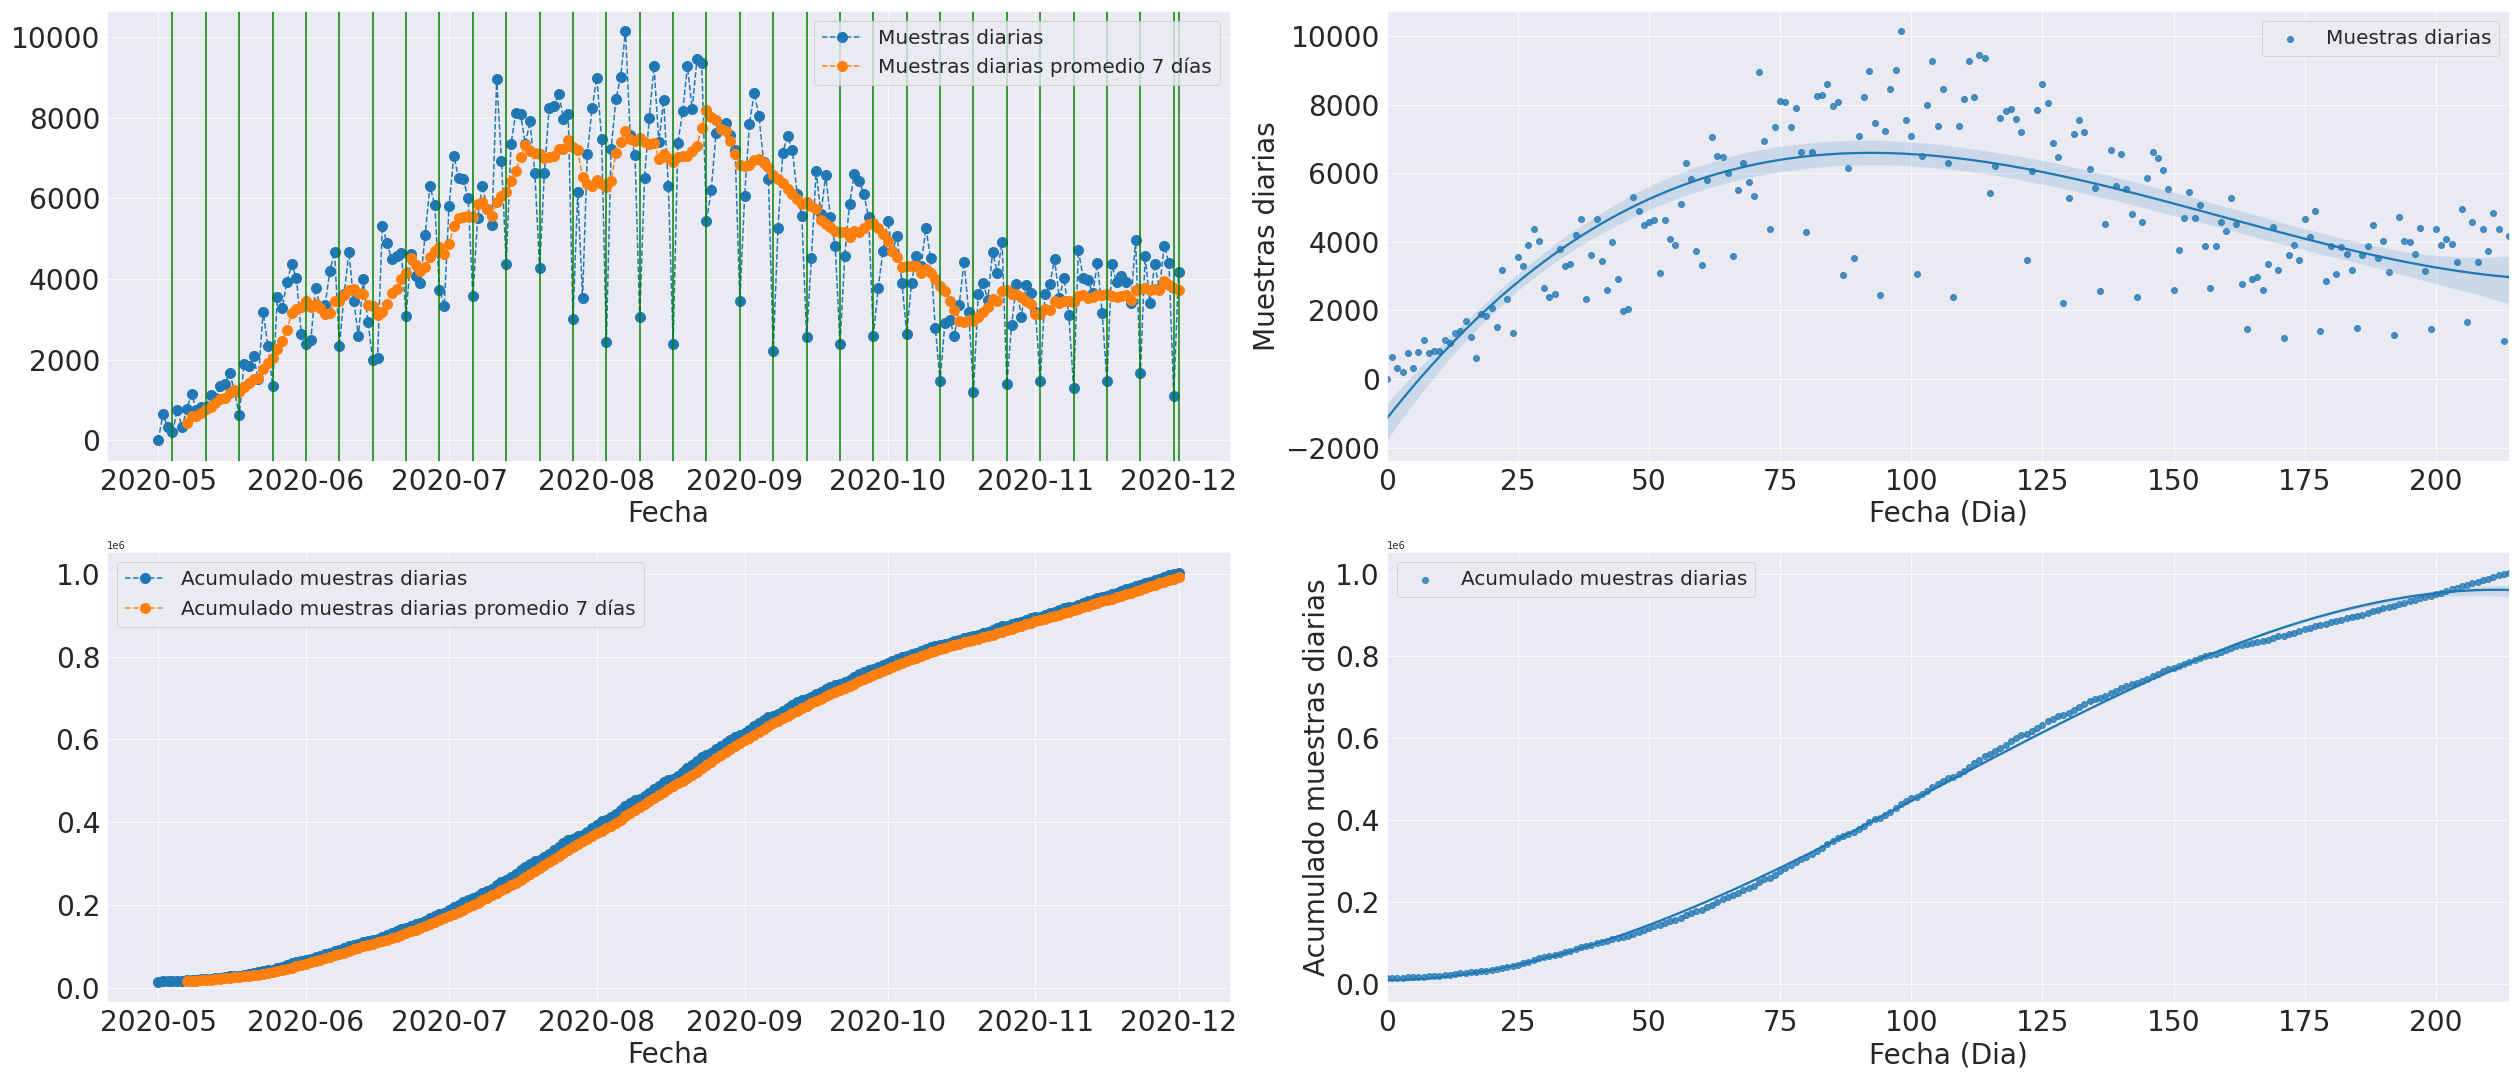 10000
8000
6000
4000
2000
0
Muestras diarias
Muestras diarias promedio 7 días
2020-05 2020-06 2020-07 2020-08 2020-09 2020-10 2020-11 2020-12
Fecha
Muestras diarias
10000
8000
6000
4000
2000
0
−2000
Muestras diarias
0 25 50 75 100 125 150 175 200
Fecha (Dia)
1e6
1.0
0.8
0.6
0.4
0.2
0.0
Acumulado muestras diarias
Acumulado muestras diarias promedio 7 días
2020-05 2020-06 2020-07 2020-08 2020-09 2020-10 2020-11 2020-12
Fecha
Acumulado muestras diarias
1e6
1.0
0.8
0.6
0.4
0.2
0.0
Acumulado muestras diarias
0 25 50 75 100 125 150 175 200
Fecha (Dia)